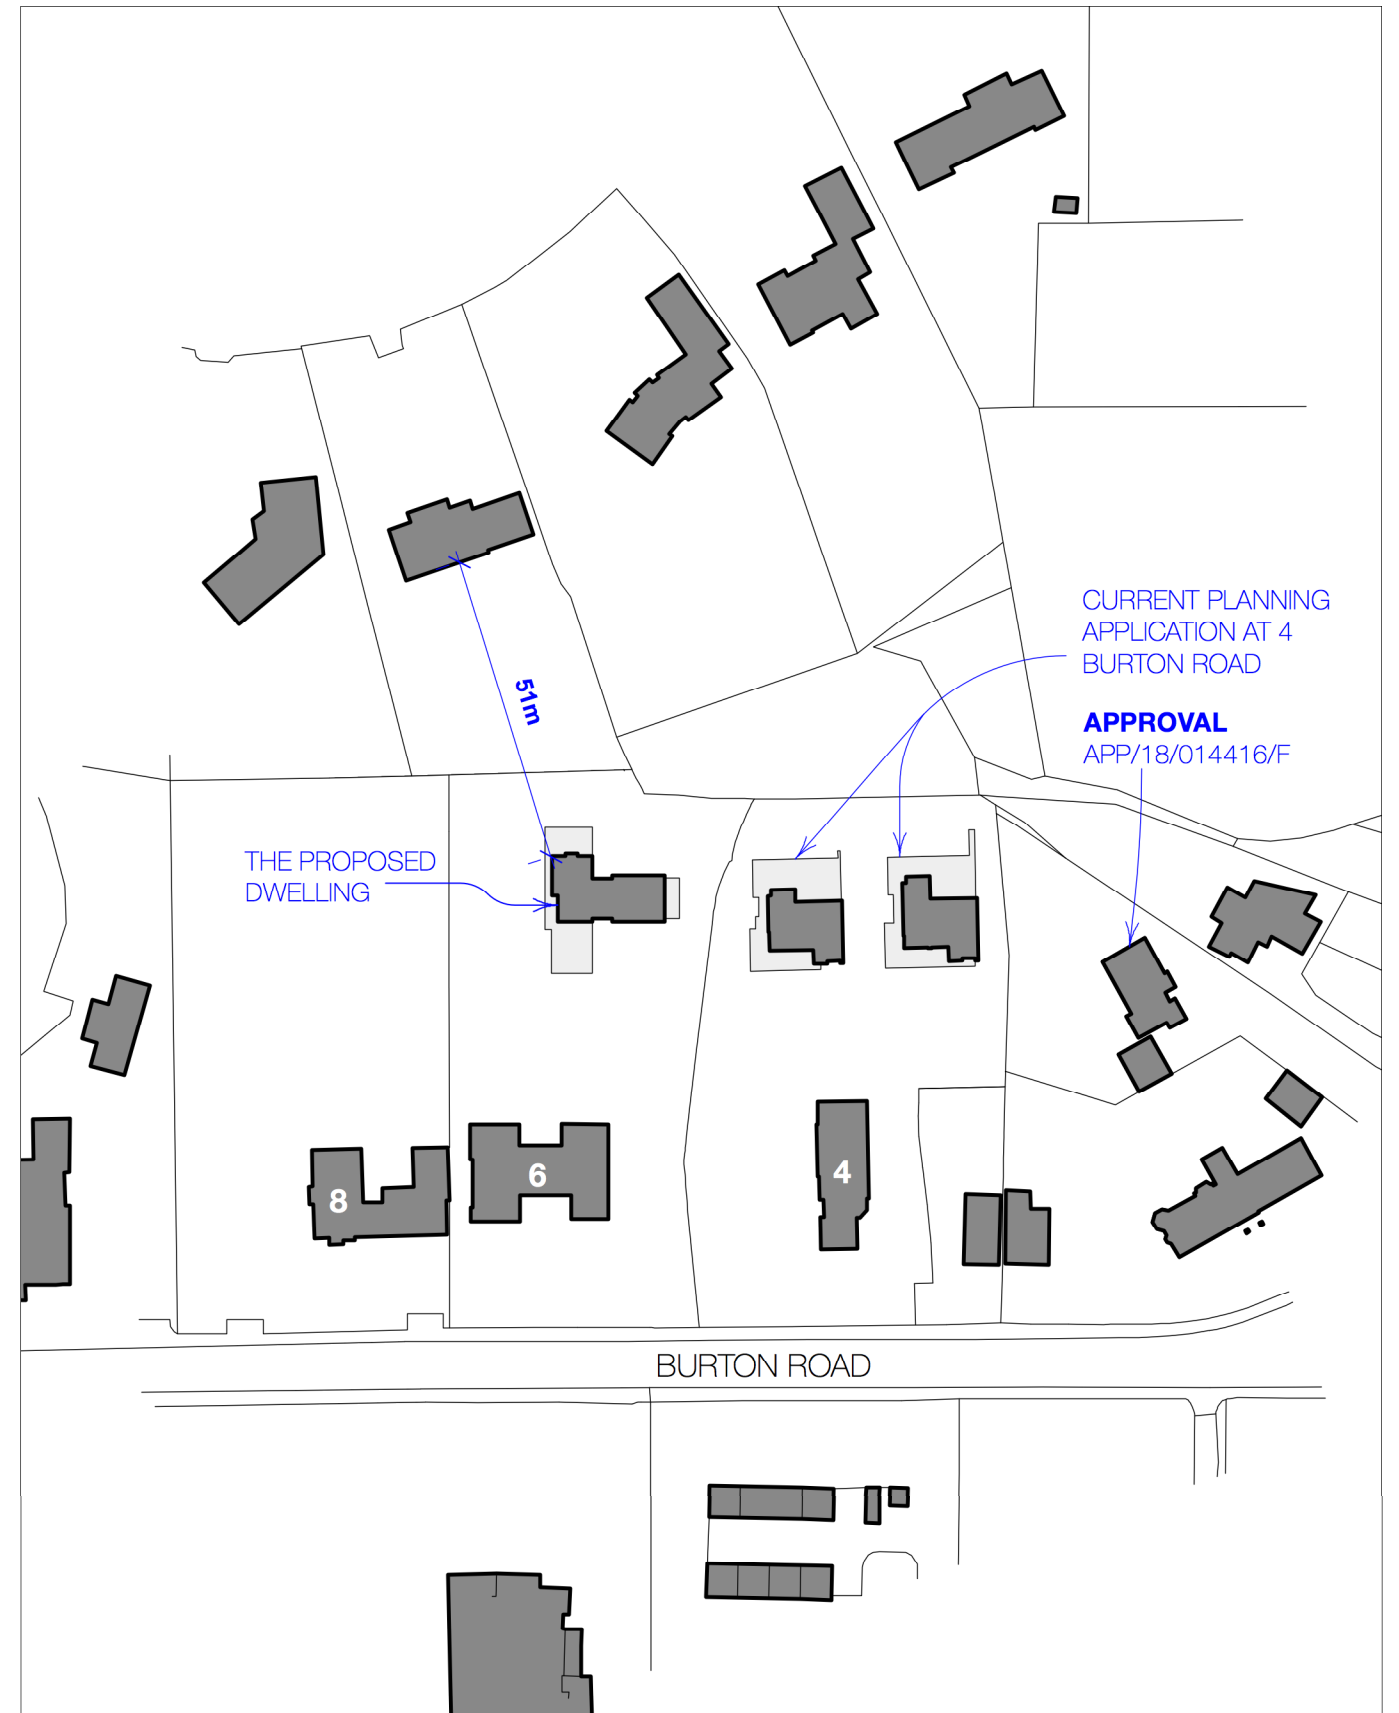 CURRENT PLANNING
APPLICATION AT 4
BURTON ROAD
APPROVAL
APP/18/014416/F
51m
THE PROPOSED
DWELLING
8
6
4
BURTON ROAD